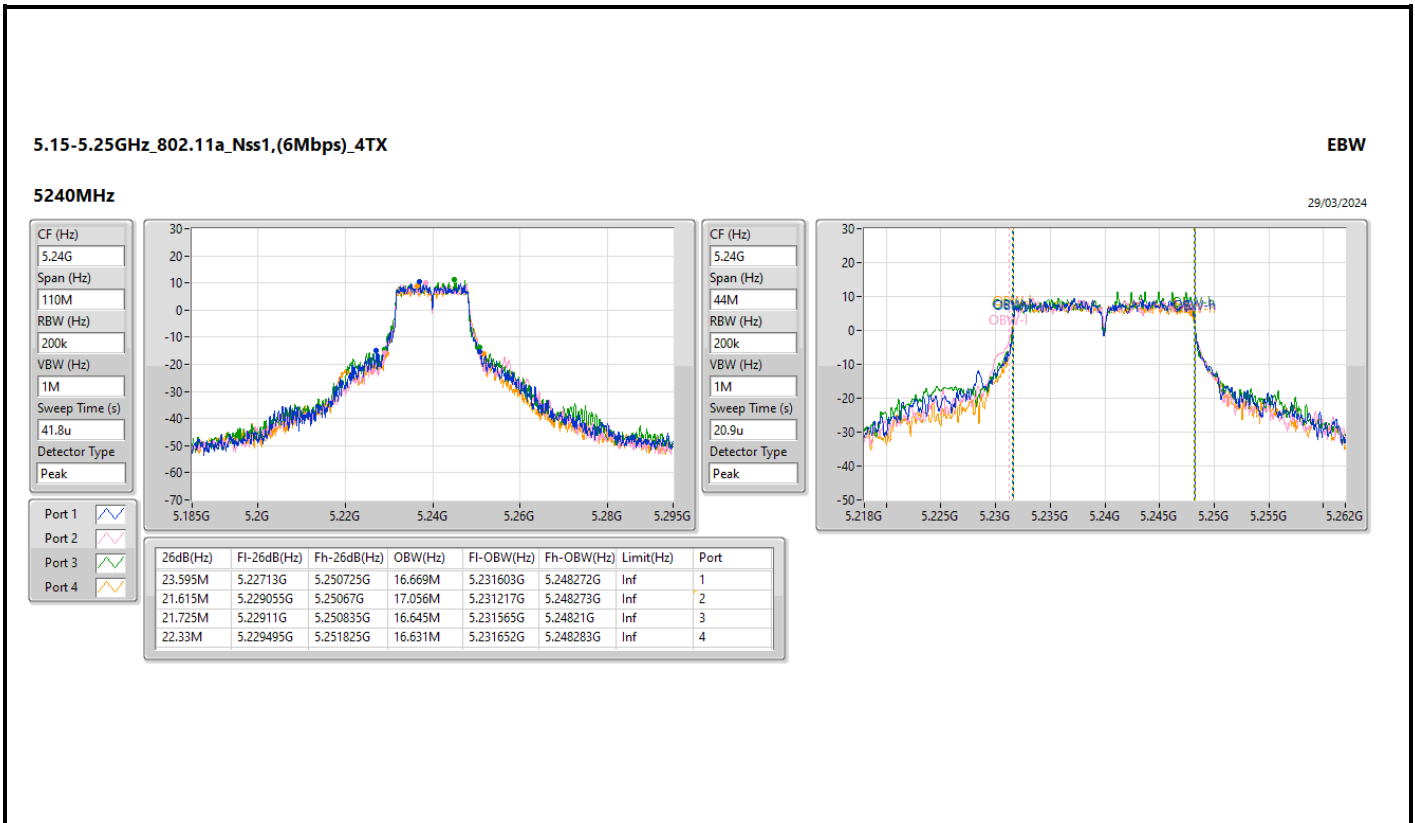 5.15-5.25GHz_802.11a_Nss1,(6Mbps)_4TX
EBW
5240MHz
29/03/2024
CF (Hz)
5.24G
Span (Hz)
110M
RBW (Hz)
200k
VBW (Hz)
1M
Sweep Time (s)
41.8u
Detector Type
Peak
30
20
10
0
-10
-20
-30
-40
-50
-60
-70
5.185G 5.2G 5.22G 5.24G 5.26G 5.28G 5.295G
CF (Hz)
5.24G
Span (Hz)
44M
RBW (Hz)
200k
VBW (Hz)
1M
Sweep Time (s)
20.9u
Detector Type
Peak
30
20
10
0
-10
-20
-30
-40
-50
OBW-l
OBW-h
5.218G 5.225G 5.23G 5.235G 5.24G 5.245G 5.25G 5.255G 5.262G
Port 1
Port 2
Port 3
Port 4
26dB(Hz) Fl-26dB(Hz) Fh-26dB(Hz) OBW(Hz) Fl-OBW(Hz) Fh-OBW(Hz) Limit(Hz) Port
23.595M 5.22713G 5.250725G 16.669M 5.231603G 5.248272G Inf 1
21.615M 5.229055G 5.25067G 17.056M 5.231217G 5.248273G Inf 2
21.725M 5.22911G 5.250835G 16.645M 5.231565G 5.24821G Inf 3
22.33M 5.229495G 5.251825G 16.631M 5.231652G 5.248283G Inf 4